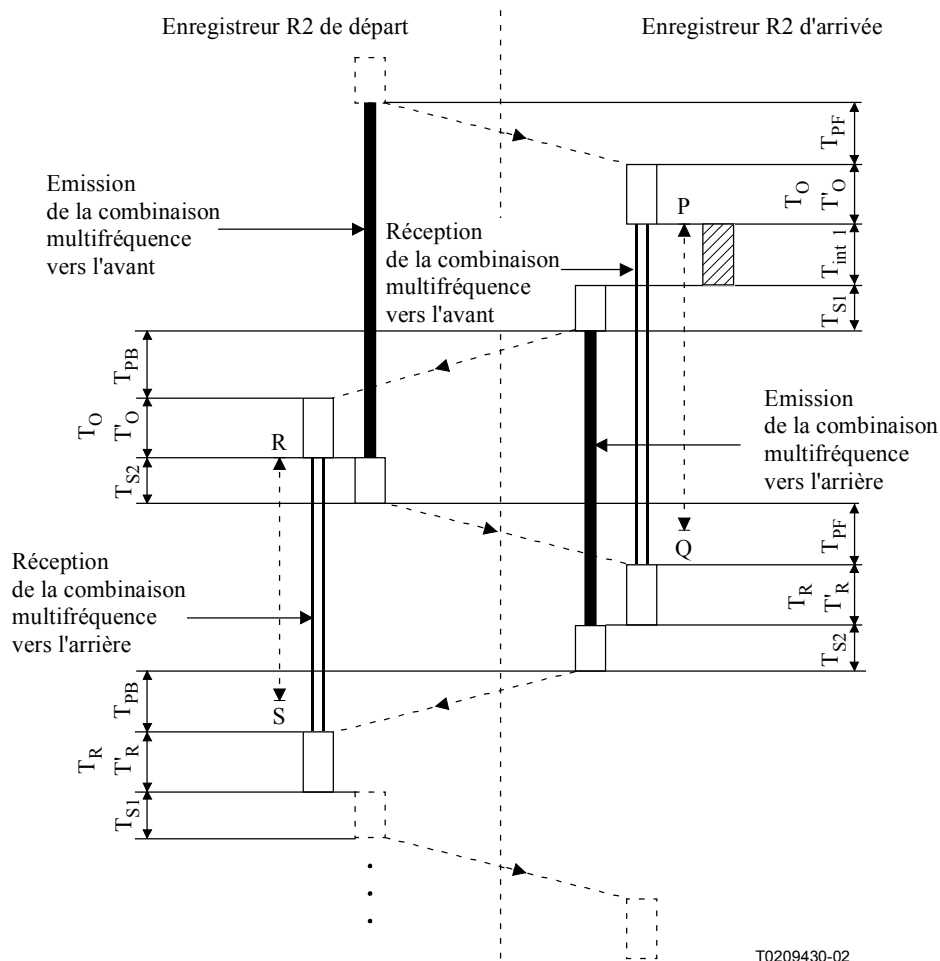 Enregistreur R2 de départ
Enregistreur R2 d'arrivée
Emission
de la combinaison
multifréquence
vers l'avant
Réception
de la combinaison
multifréquence
vers l'avant
P
T_PF
T_O
T'_O
T_int 1
T_S1
T_PB
T_O
T'_O
T_S2
R
Emission
de la combinaison
multifréquence
vers l'arrière
Q
T_PF
T_R
T'_R
T_S2
Réception
de la combinaison
multifréquence
vers l'arrière
S
T_PB
T_R
T'_R
T_S1
T0209430-02